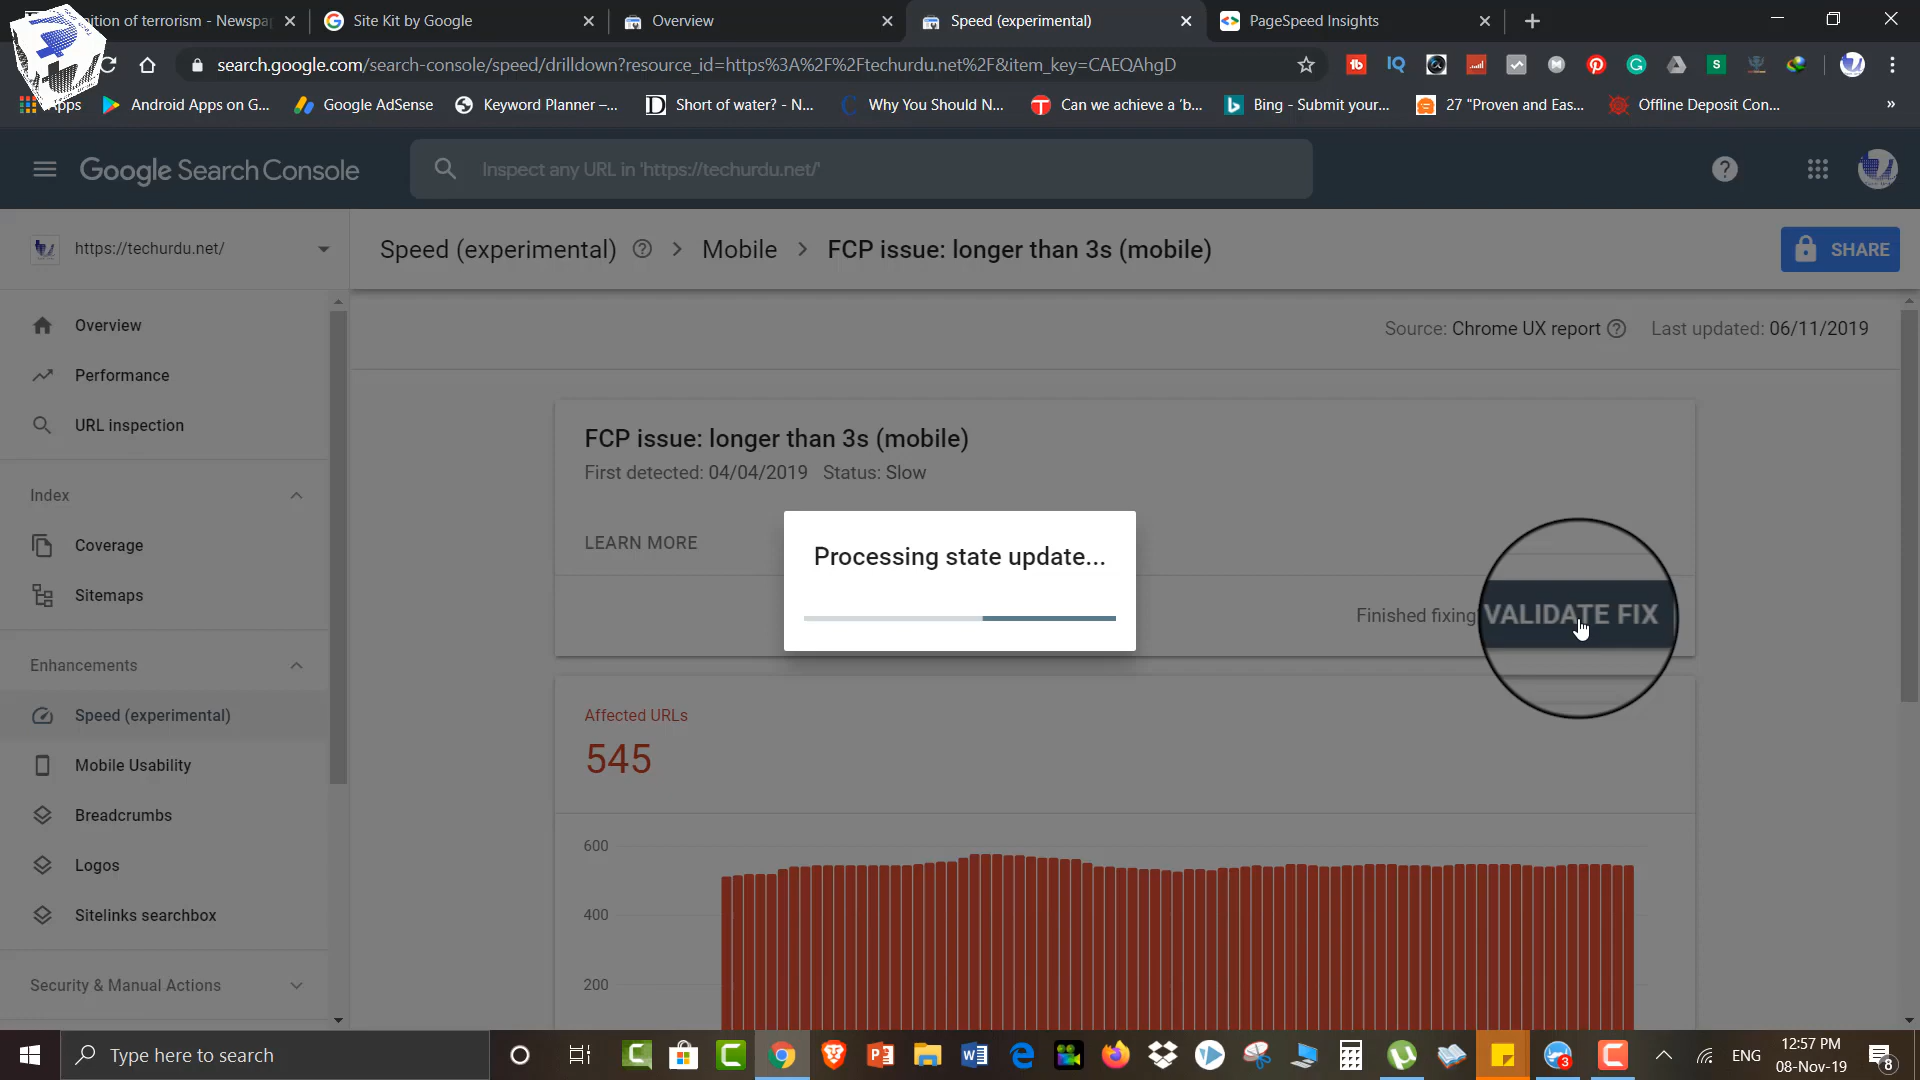 nition of terrorism - Newspa
Site Kit by Google
Overview
Speed (experimental)
PageSpeed Insights
search.google.com/search-console/speed/drilldown?resource_id=https%3A%2F%2Ftechurdu.net%2F&item_key=CAEQAhgD
Apps
Android Apps on G...
Google AdSense
Keyword Planner –...
Short of water? - N...
Why You Should N...
Can we achieve a 'b...
Bing - Submit your...
27 "Proven and Eas...
Offline Deposit Con...
»
Google Search Console
Inspect any URL in 'https://techurdu.net/'
https://techurdu.net/
Speed (experimental) > Mobile > FCP issue: longer than 3s (mobile)
SHARE
Source: Chrome UX report
Last updated: 06/11/2019
Overview
Performance
URL inspection
Index
Coverage
Sitemaps
Enhancements
Speed (experimental)
Mobile Usability
Breadcrumbs
Logos
Sitelinks searchbox
Security & Manual Actions
FCP issue: longer than 3s (mobile)
First detected: 04/04/2019 Status: Slow
LEARN MORE
Processing state update...
Finished fixing
VALIDATE FIX
Affected URLs
545
600
400
200
Type here to search
ENG
12:57 PM
08-Nov-19
8
3